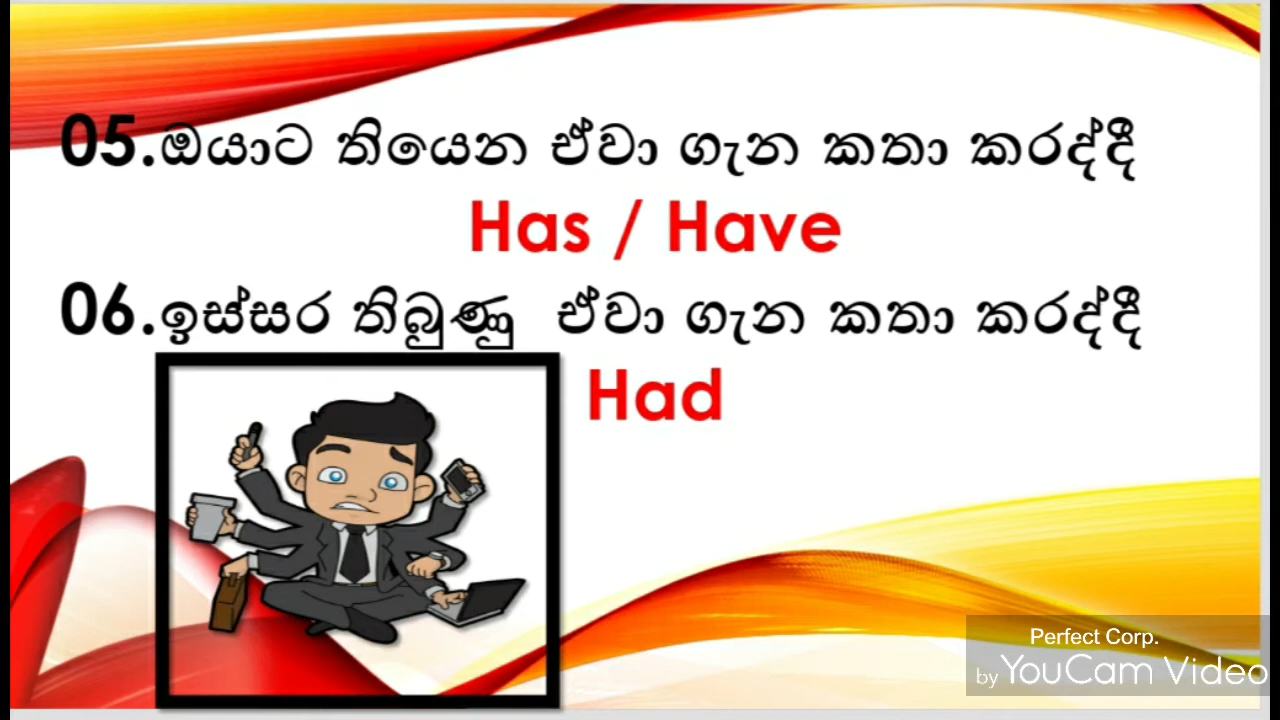 05.ඔයාට තියෙන ඒවා ගැන කතා කරද්දී
Has / Have
06.ඉස්සර තිබුණු ඒවා ගැන කතා කරද්දී
Had
Perfect Corp.
by YouCam Video